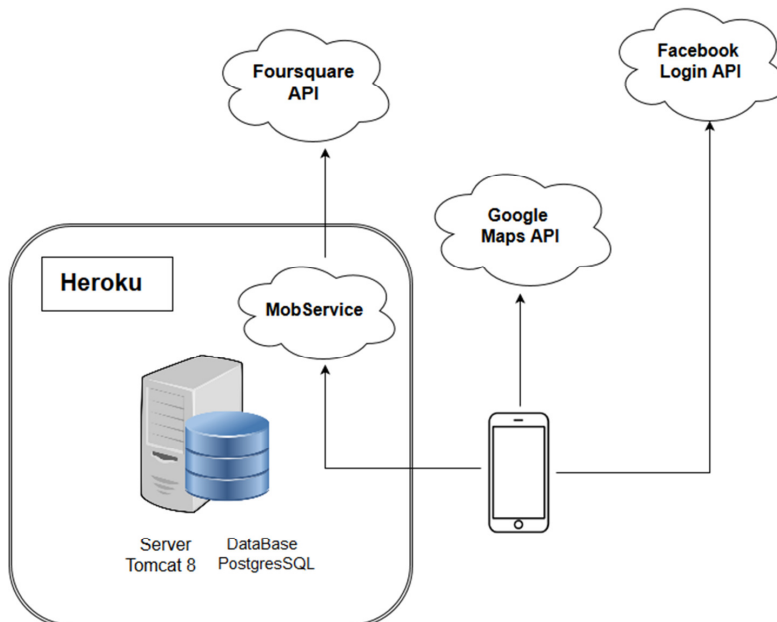 Foursquare
API
Facebook
Login API
Google
Maps API
Heroku
MobService
Server
Tomcat 8
DataBase
PostgresSQL